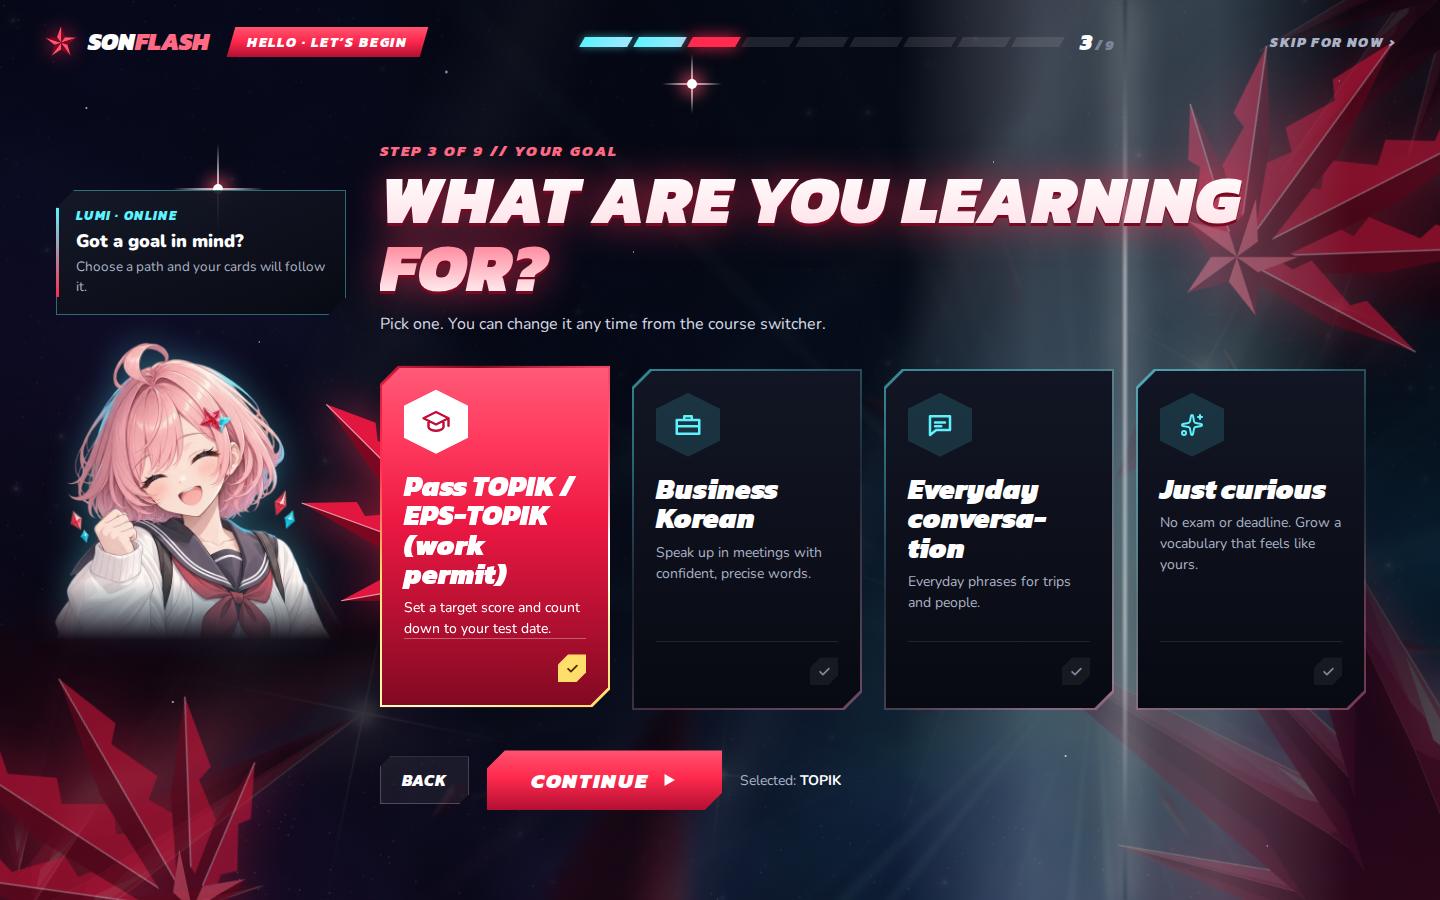 SONFLASH
HELLO · LET'S BEGIN
3 / 9
SKIP FOR NOW ›
STEP 3 OF 9 // YOUR GOAL
WHAT ARE YOU LEARNING
FOR?
Pick one. You can change it any time from the course switcher.
LUMI · ONLINE
Got a goal in mind?
Choose a path and your cards will follow
it.
Pass TOPIK /
EPS-TOPIK
(work
permit)
Set a target score and count
down to your test date.
Business
Korean
Speak up in meetings with
confident, precise words.
Everyday
conversa-
tion
Everyday phrases for trips
and people.
Just curious
No exam or deadline. Grow a
vocabulary that feels like
yours.
BACK
CONTINUE
Selected: TOPIK